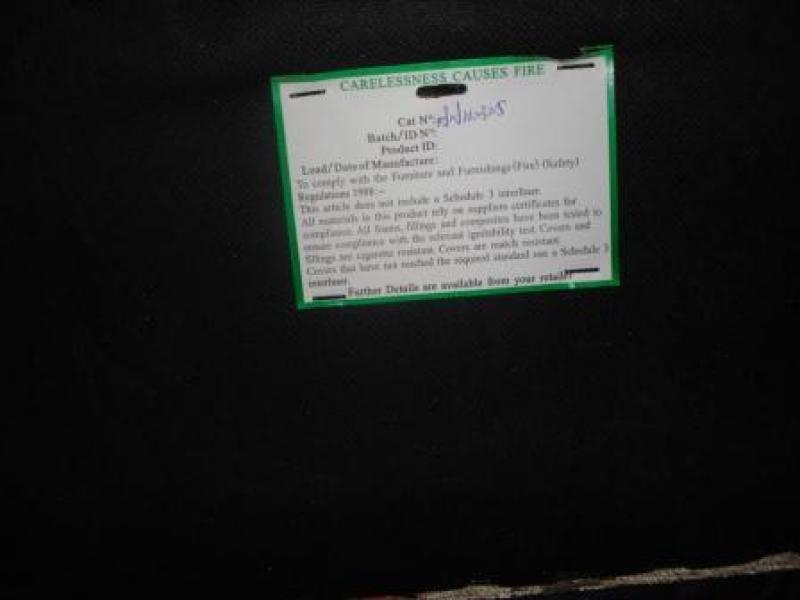 CARELESSNESS CAUSES FIRE
Cat Nº:
Batch/ID Nº:
Product ID:
Load/Date of Manufacture:
To comply with the Furniture and Furnishings (Fire) (Safety)
Regulations 1988:-
This article does not include a Schedule 3 interliner.
All materials in this product rely on suppliers certificates for
compliance. All foams, fillings and composites have been tested to
ensure compliance with the relevant ignitability test. Covers and
fillings are cigarette resistant. Covers are match resistant.
Covers that have not reached the required standard use a Schedule 3
interliner.
Further Details are available from your retailer